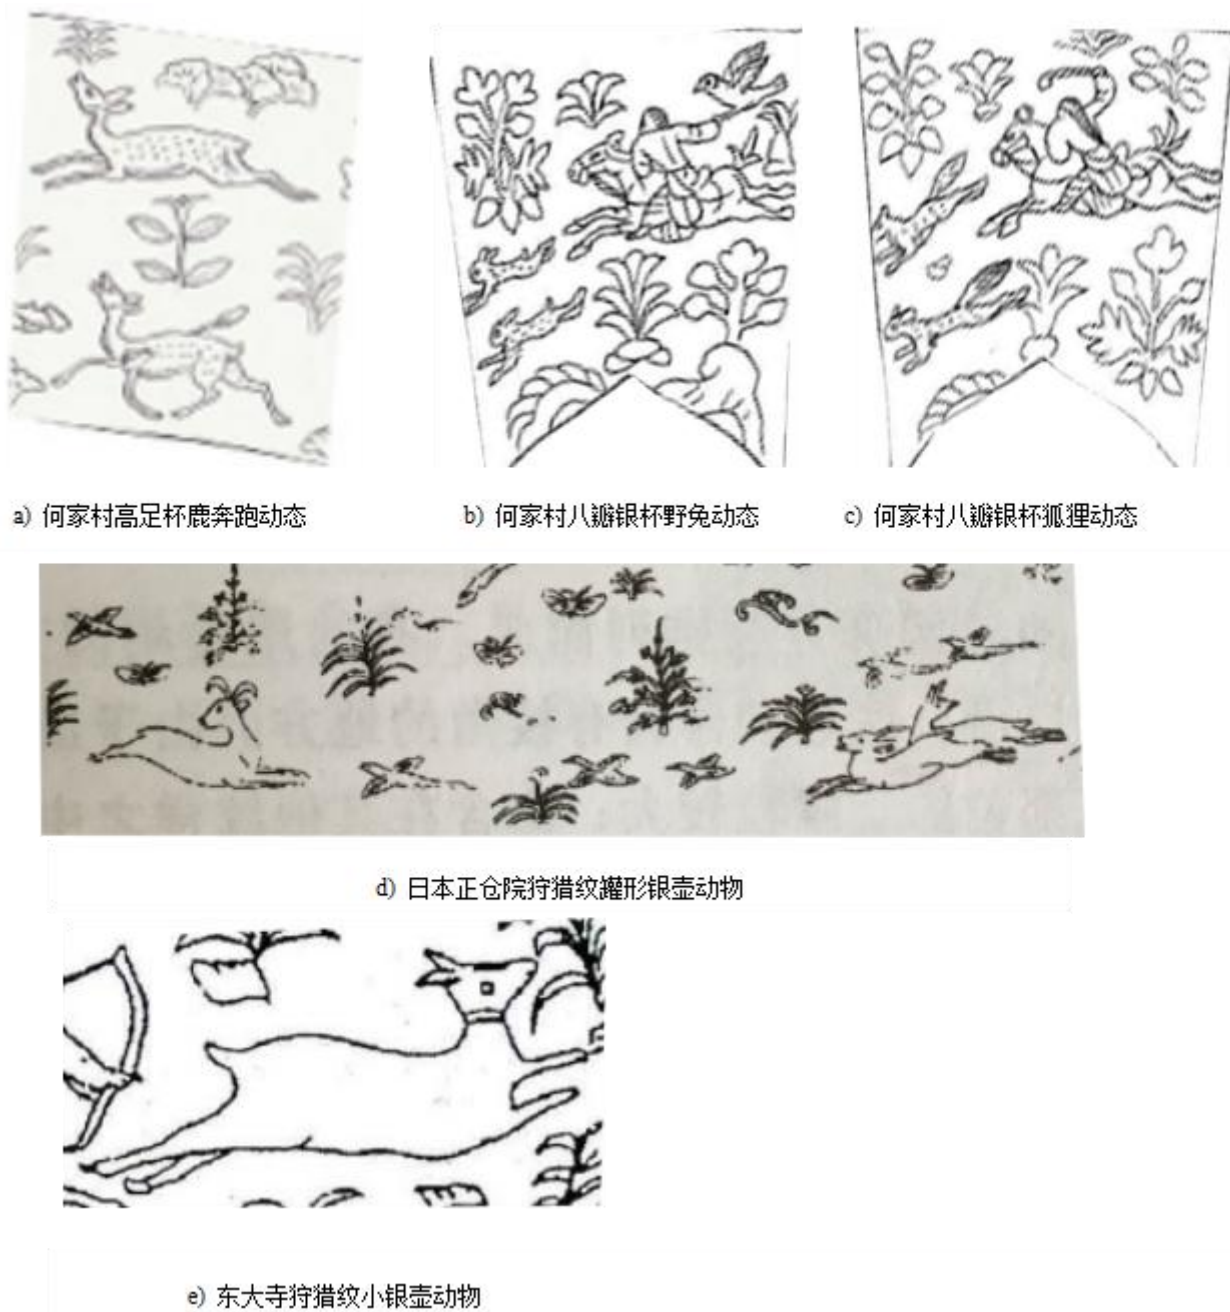 a) 何家村高足杯鹿奔跑动态
b) 何家村八瓣银杯野兔动态
c) 何家村八瓣银杯狐狸动态
d) 日本正仓院狩猎纹罐形银壶动物
e) 东大寺狩猎纹小银壶动物